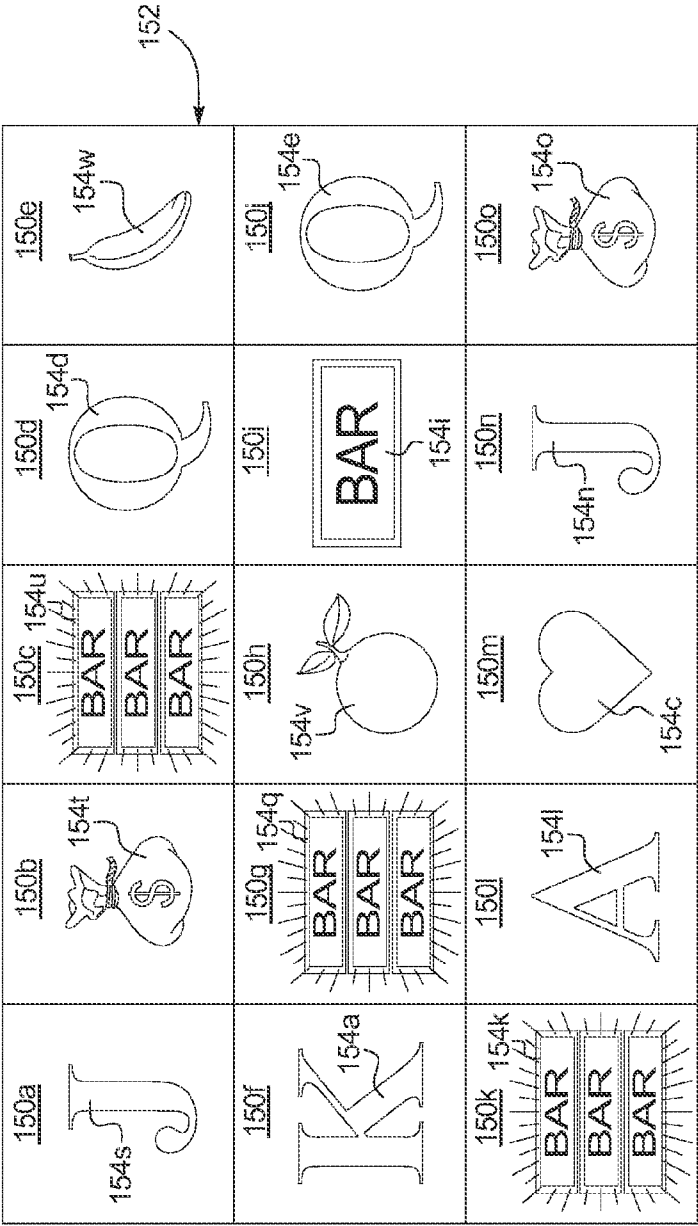 152
150a
J
154s
150b
$
154t
150c
154u
BAR
BAR
BAR
150d
Q
154d
150e
154w
150f
K
154a
150g
154q
BAR
BAR
BAR
150h
154v
150i
BAR
154i
150j
Q
154e
150k
154k
BAR
BAR
BAR
150l
A
154l
150m
154c
150n
J
154n
150o
$
154o